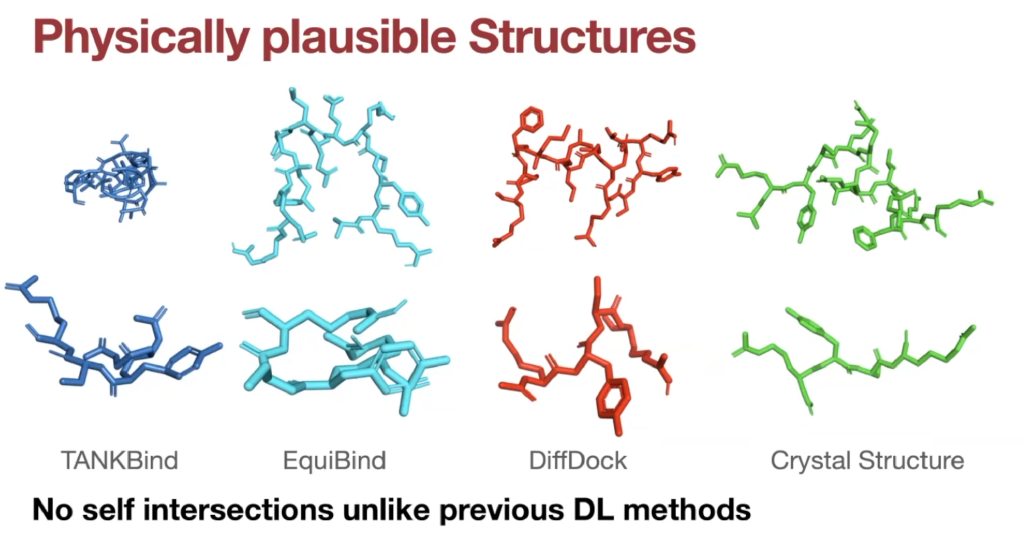 Physically plausible Structures
TANKBind EquiBind DiffDock Crystal Structure
No self intersections unlike previous DL methods